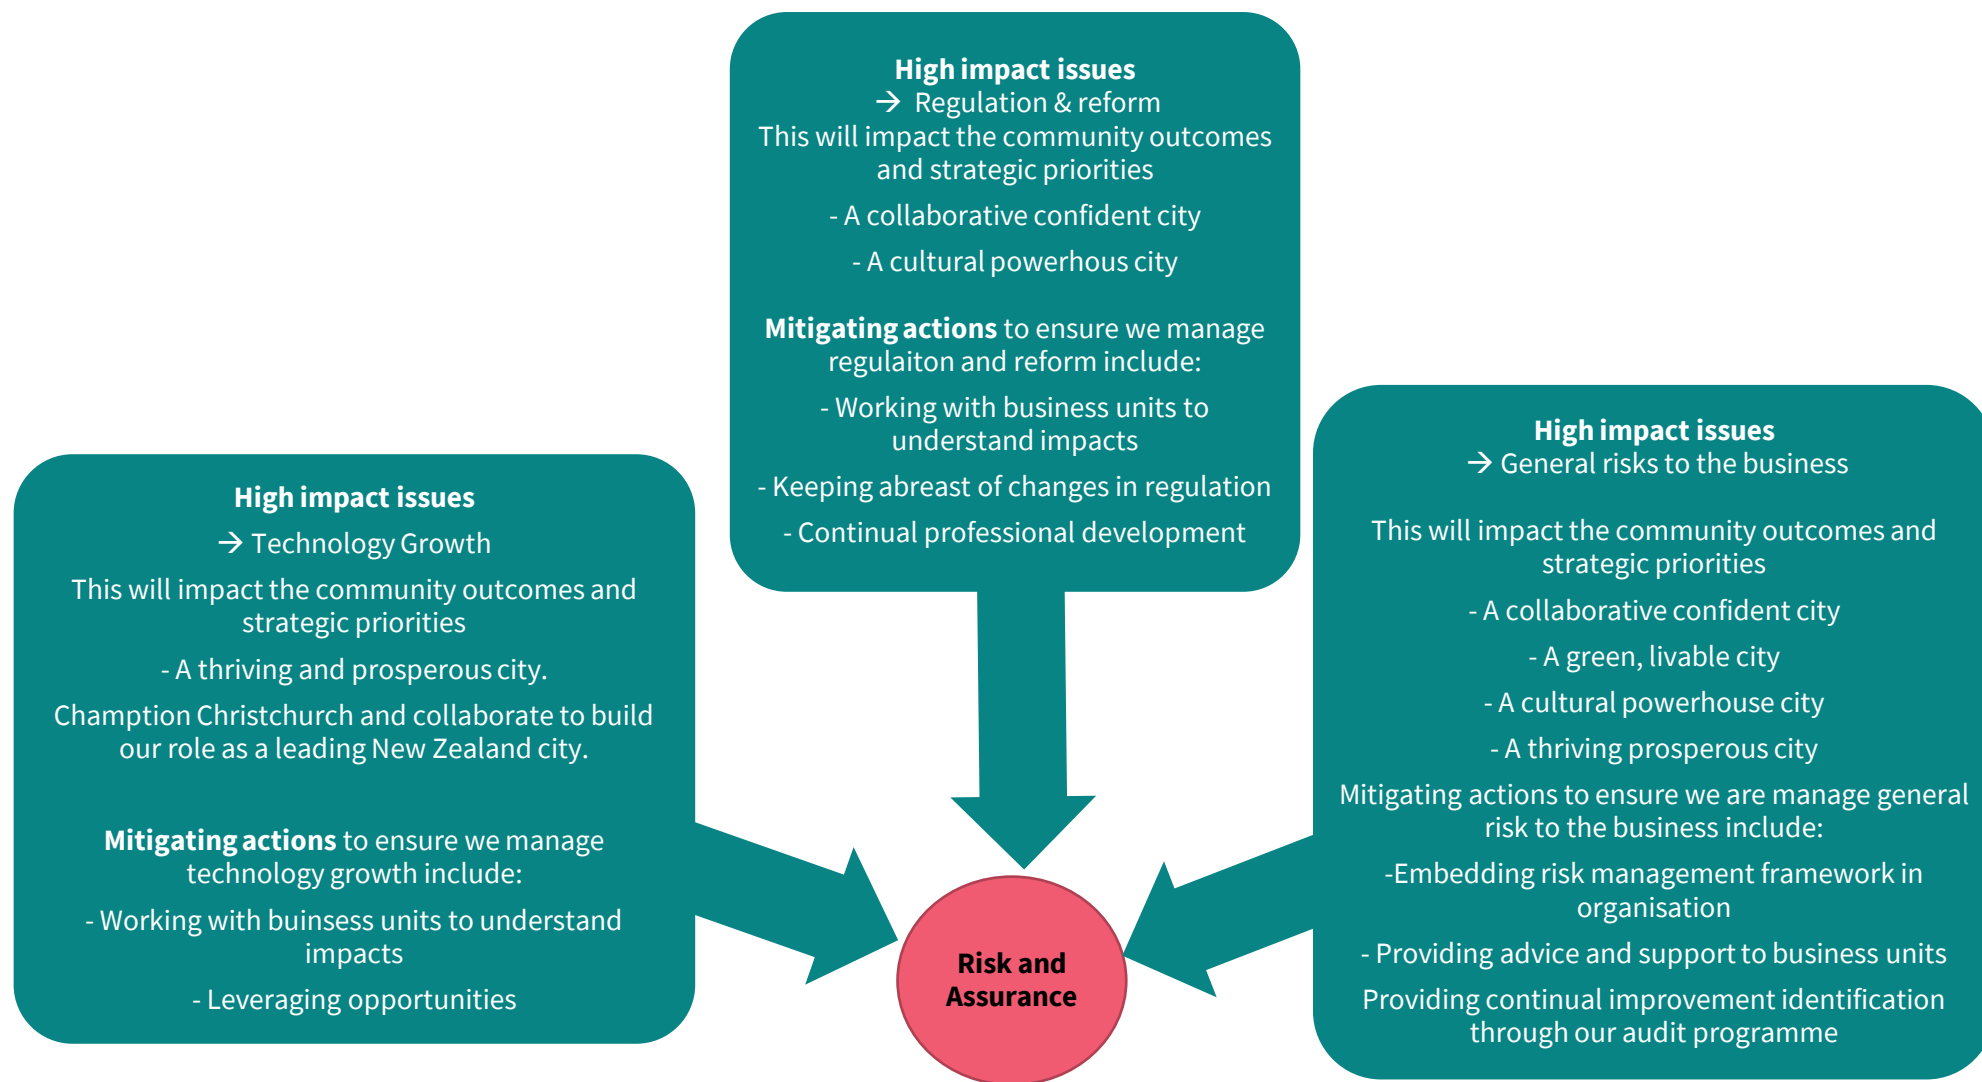 High impact issues
→ Regulation & reform
This will impact the community outcomes
and strategic priorities
- A collaborative confident city
- A cultural powerhous city
Mitigating actions to ensure we manage
regulaiton and reform include:
- Working with business units to
understand impacts
- Keeping abreast of changes in regulation
- Continual professional development
High impact issues
→ Technology Growth
This will impact the community outcomes and
strategic priorities
- A thriving and prosperous city.
Chamption Christchurch and collaborate to build
our role as a leading New Zealand city.
Mitigating actions to ensure we manage
technology growth include:
- Working with buinsess units to understand
impacts
- Leveraging opportunities
High impact issues
→ General risks to the business
This will impact the community outcomes and
strategic priorities
- A collaborative confident city
- A green, livable city
- A cultural powerhouse city
- A thriving prosperous city
Mitigating actions to ensure we are manage general
risk to the business include:
-Embedding risk management framework in
organisation
- Providing advice and support to business units
Providing continual improvement identification
through our audit programme
Risk and
Assurance